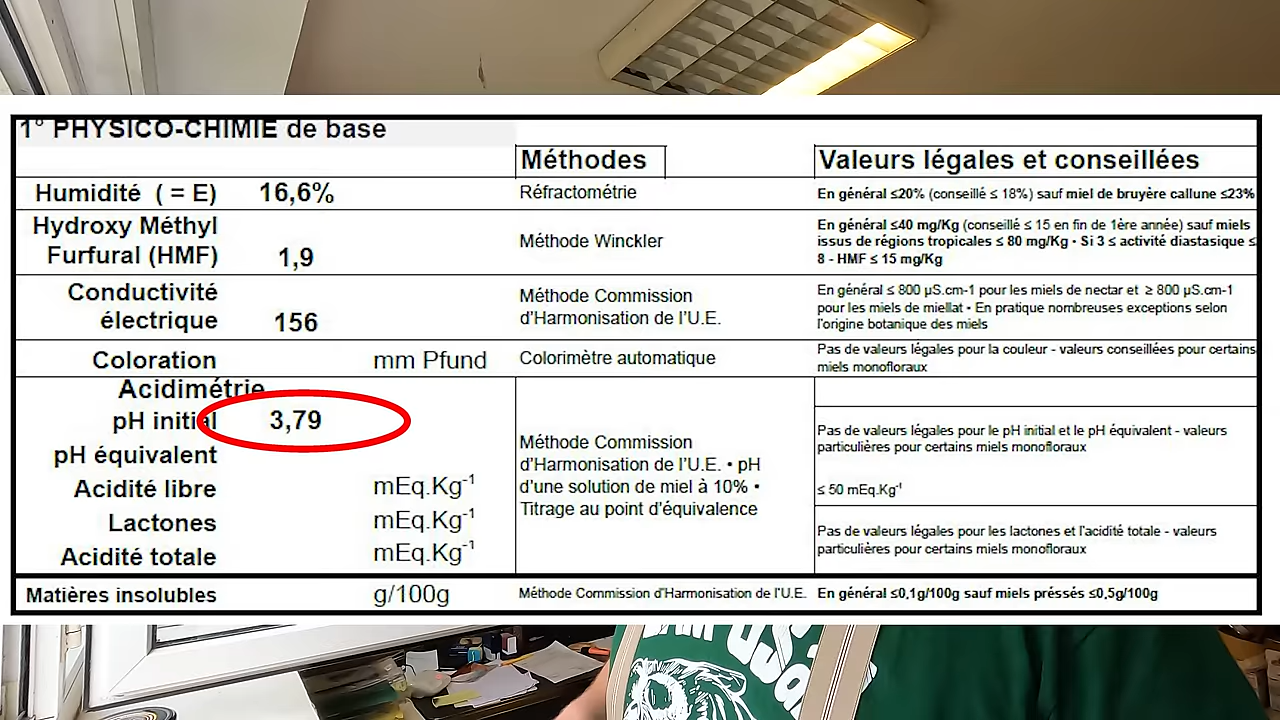 1° PHYSICO-CHIMIE de base
Méthodes
Valeurs légales et conseillées
Humidité ( = E) 16,6%
Réfractométrie
En général ≤20% (conseillé ≤ 18%) sauf miel de bruyère callune ≤23%
Hydroxy Méthyl
Furfural (HMF) 1,9
Méthode Winckler
En général ≤40 mg/Kg (conseillé ≤ 15 en fin de 1ère année) sauf miels
issus de régions tropicales ≤ 80 mg/Kg • Si 3 ≤ activité diastasique ≤
8 - HMF ≤ 15 mg/Kg
Conductivité
électrique 156
Méthode Commission
d'Harmonisation de l'U.E.
En général ≤ 800 µS.cm-1 pour les miels de nectar et ≥ 800 µS.cm-1
pour les miels de miellat • En pratique nombreuses exceptions selon
l'origine botanique des miels
Coloration mm Pfund
Colorimètre automatique
Pas de valeurs légales pour la couleur - valeurs conseillées pour certains
miels monofloraux
Acidimétrie
pH initial 3,79
pH équivalent
Acidité libre mEq.Kg-1
Lactones mEq.Kg-1
Acidité totale mEq.Kg-1
Méthode Commission
d'Harmonisation de l'U.E. • pH
d'une solution de miel à 10% •
Titrage au point d'équivalence
Pas de valeurs légales pour le pH initial et le pH équivalent - valeurs
particulières pour certains miels monofloraux
≤ 50 mEq.Kg-1
Pas de valeurs légales pour les lactones et l'acidité totale - valeurs
particulières pour certains miels monofloraux
Matières insolubles g/100g
Méthode Commission d'Harmonisation de l'U.E.
En général ≤0,1g/100g sauf miels préssés ≤0,5g/100g